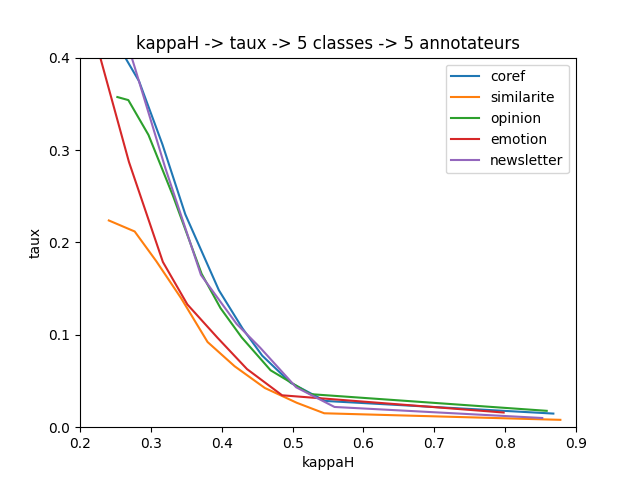 kappaH -> taux -> 5 classes -> 5 annotateurs
0.4
0.3
0.2
0.1
0.0
taux
coref
similarite
opinion
emotion
newsletter
0.2 0.3 0.4 0.5 0.6 0.7 0.8 0.9
kappaH